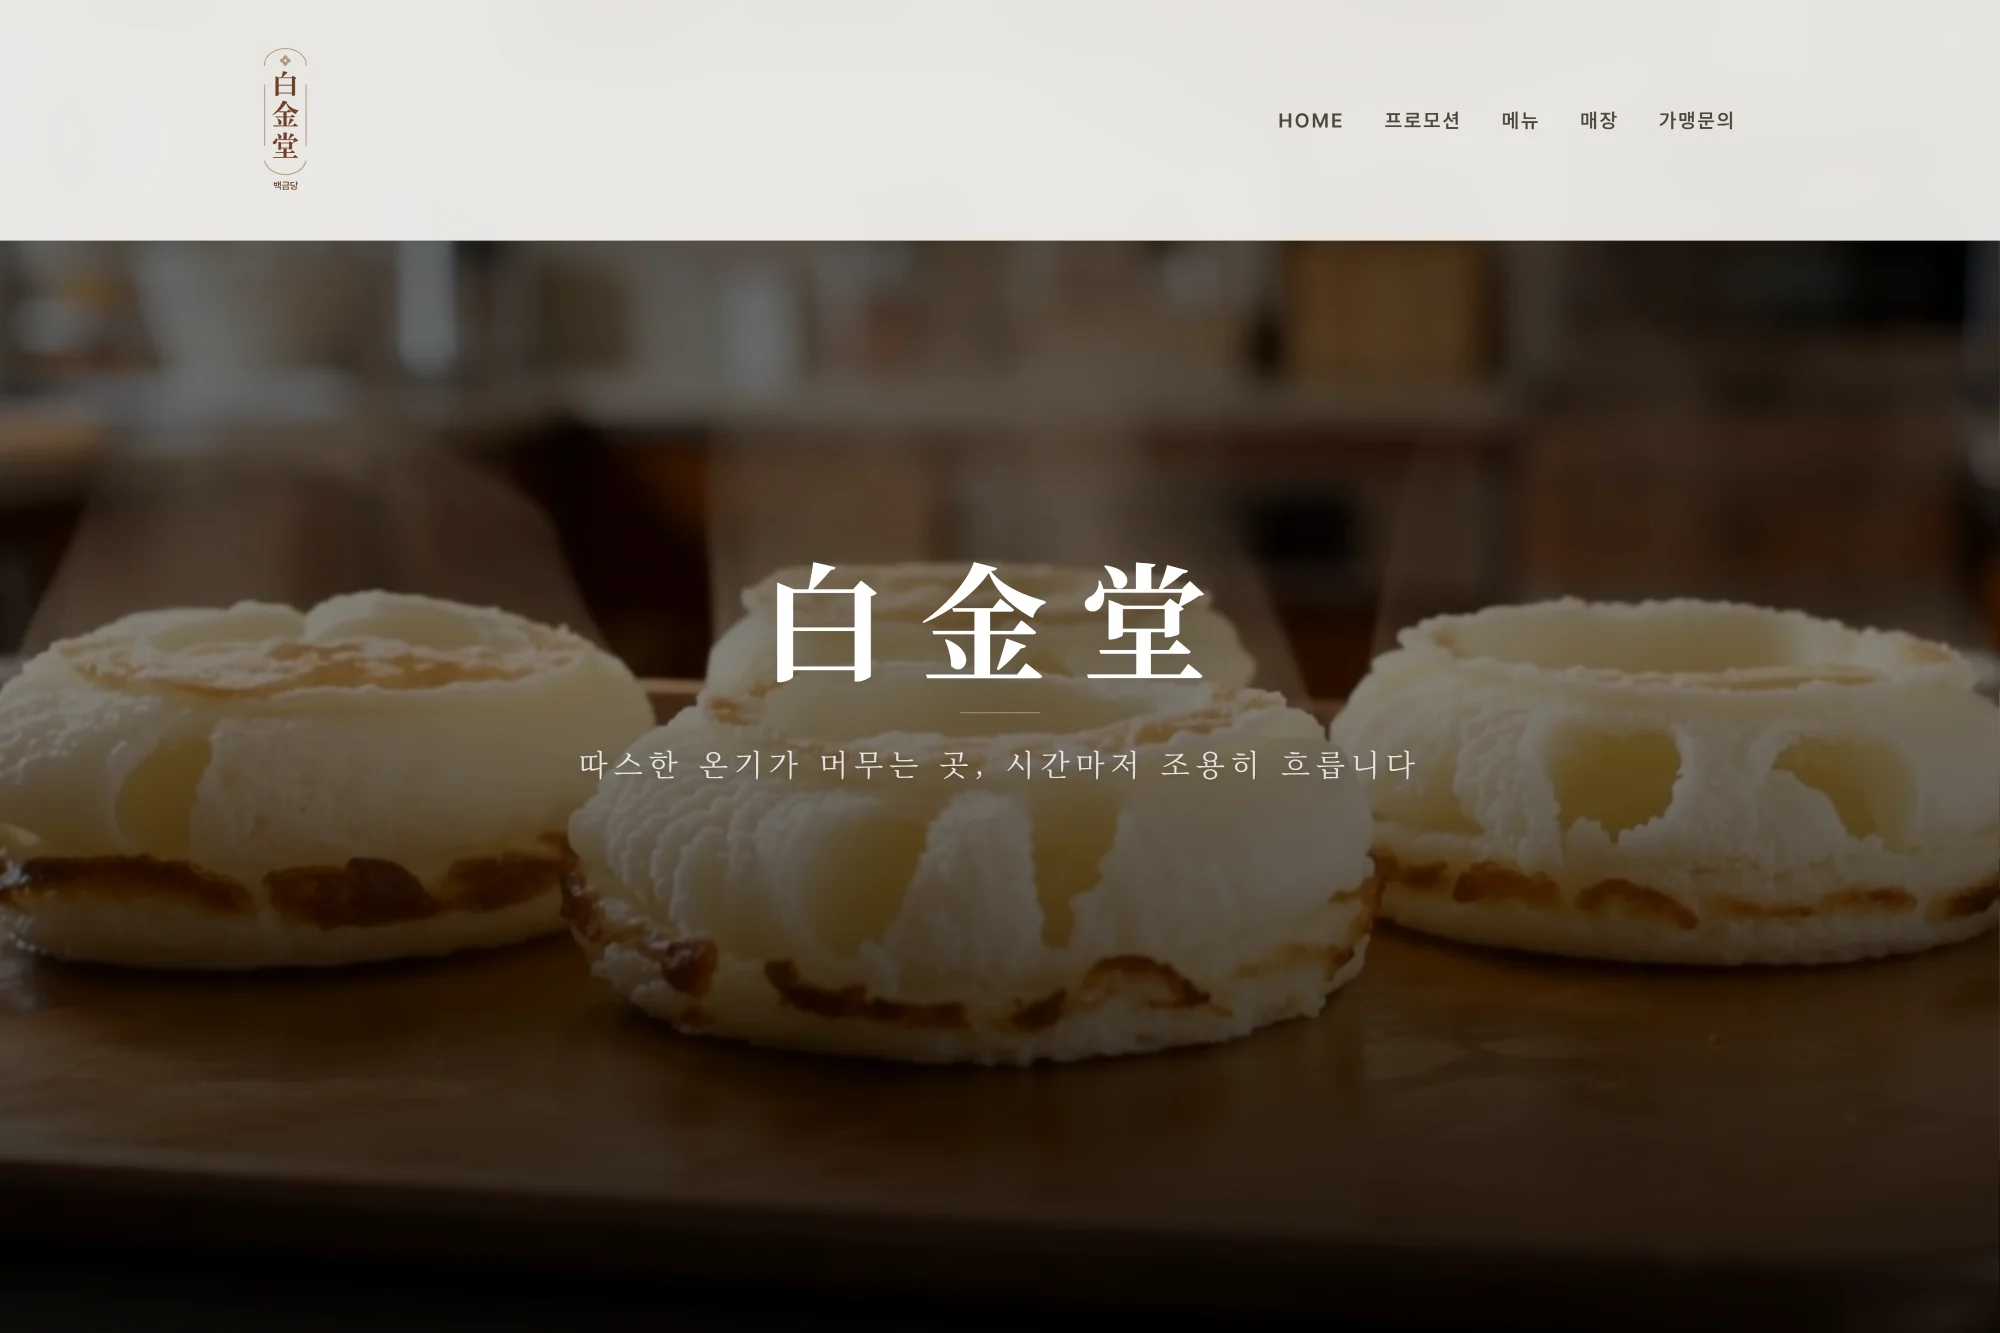 白
金
堂
백금당
HOME 프로모션 메뉴 매장 가맹문의
白金堂
따스한 온기가 머무는 곳, 시간마저 조용히 흐릅니다